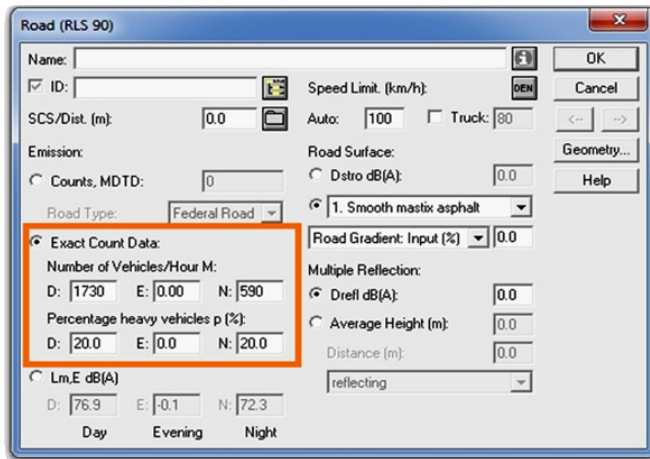 Road (RLS 90)
Name:
OK
ID:
Speed Limit. (km/h):
DEN
Cancel
SCS/Dist. (m): 0.0
Auto: 100 Truck: 80
<-- -->
Emission:
Road Surface:
Geometry...
Counts, MDTD: 0
Dstro dB(A): 0.0
Help
Road Type: Federal Road
1. Smooth mastix asphalt
Exact Count Data:
Road Gradient: Input (%) 0.0
Number of Vehicles/Hour M:
Multiple Reflection:
D: 1730 E: 0.00 N: 590
Drefl dB(A): 0.0
Percentage heavy vehicles p (%):
Average Height (m): 0.0
D: 20.0 E: 0.0 N: 20.0
Distance (m): 0.0
Lm,E dB(A)
reflecting
D: 76.9 E: -0.1 N: 72.3
Day Evening Night